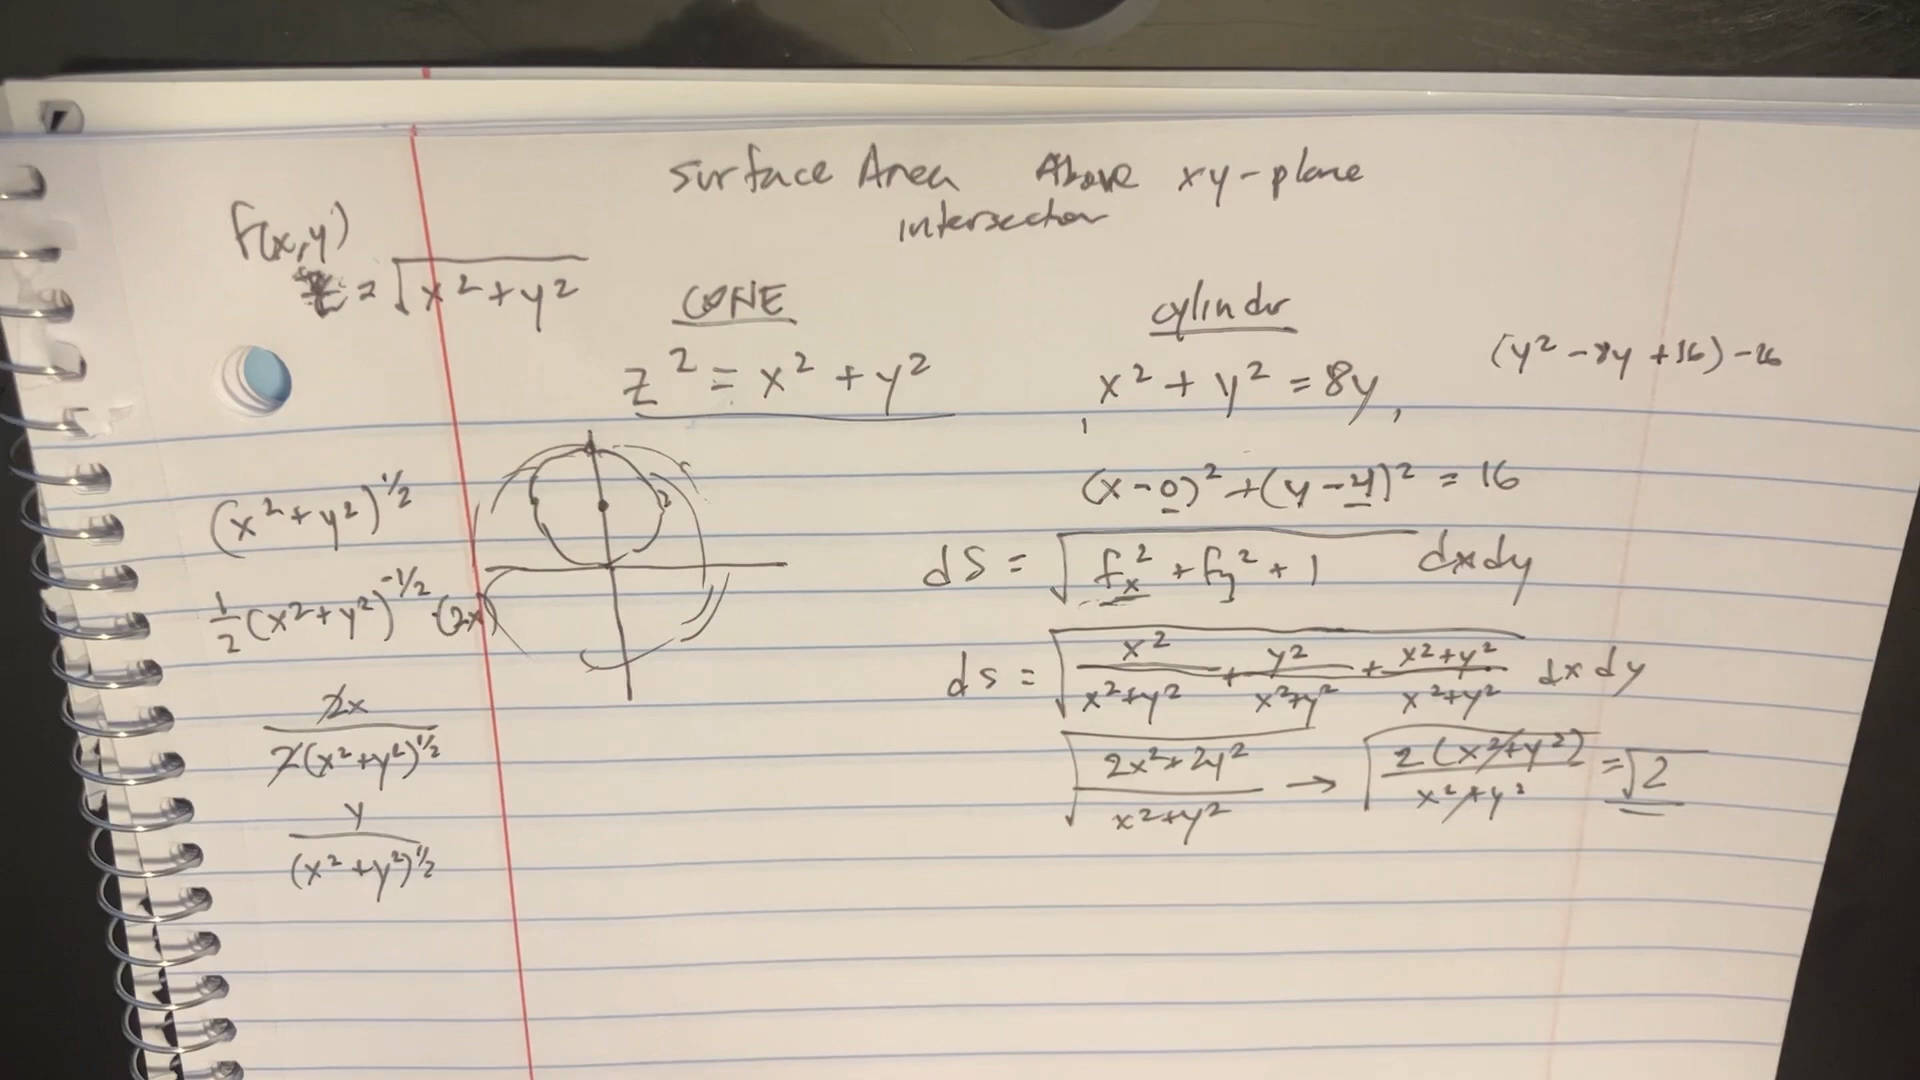 Surface Area Above xy-plane
intersection
f(x,y)
z = √(x² + y²)
CONE
z² = x² + y²
cylinder
x² + y² = 8y,
(y² - 8y + 16) - 16
(x - 0)² + (y - 4)² = 16
(x² + y²)^1/2
1/2 (x² + y²)^-1/2 · (2x)
2x / 2(x² + y²)^1/2
y / (x² + y²)^1/2
dS = √(fx² + fy² + 1) dxdy
ds = √(x²/(x²+y²) + y²/(x²+y²) + (x²+y²)/(x²+y²)) dx dy
√((2x² + 2y²)/(x² + y²)) → √(2(x² + y²)/(x² + y²)) = √2